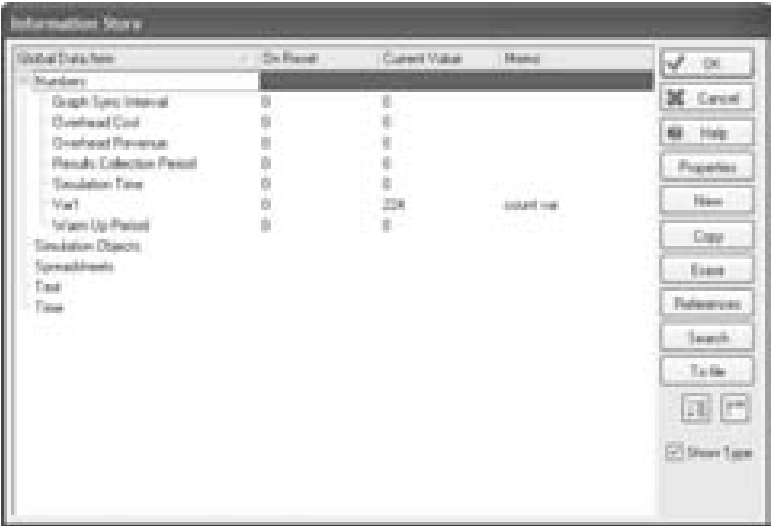 Information Store
Global Data Item On Reset Current Value Memo
Numbers
Graph Sync Interval 0 0
Overhead Cost 0 0
Overhead Revenue 0 0
Results Collection Period 0 0
Simulation Time 0 0
Var1 0 224 count var
Warm Up Period 0 0
Simulation Objects
Spreadsheets
Text
Time
OK
Cancel
Help
Properties
New
Copy
Erase
References
Search
To file
Show Type